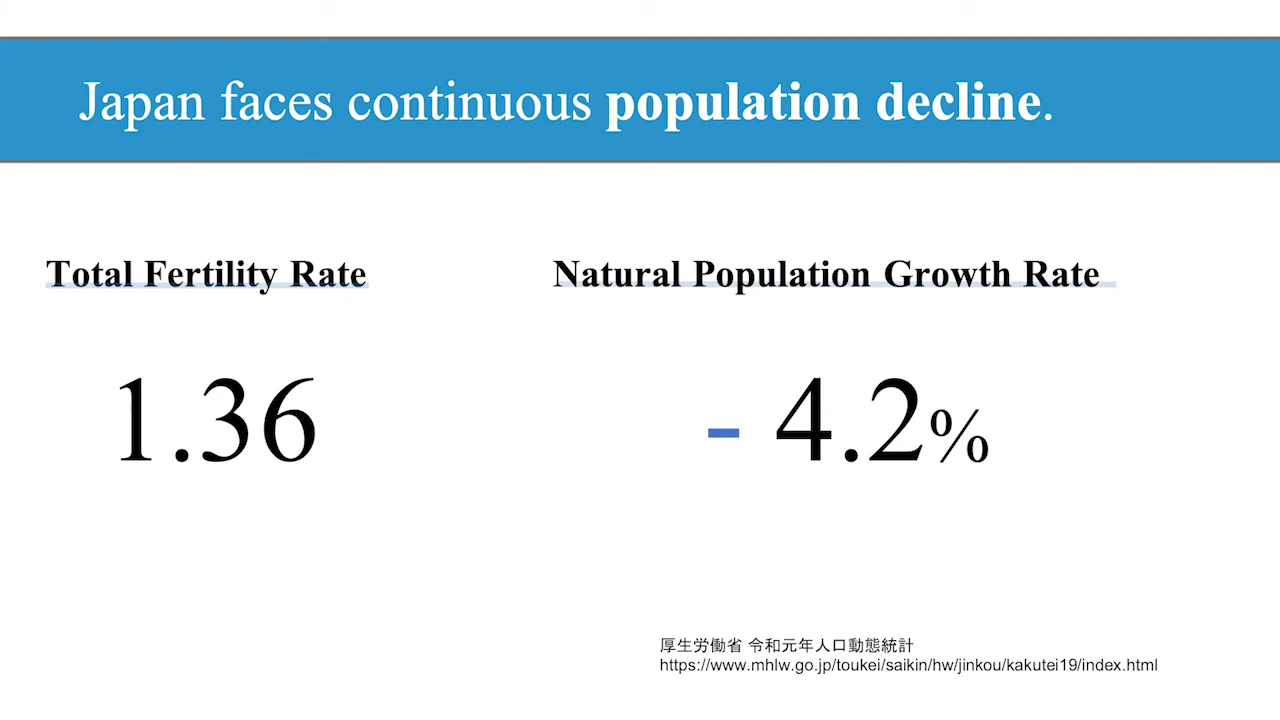 Japan faces continuous population decline.
Total Fertility Rate
Natural Population Growth Rate
1.36
- 4.2%
厚生労働省 令和元年人口動態統計
https://www.mhlw.go.jp/toukei/saikin/hw/jinkou/kakutei19/index.html